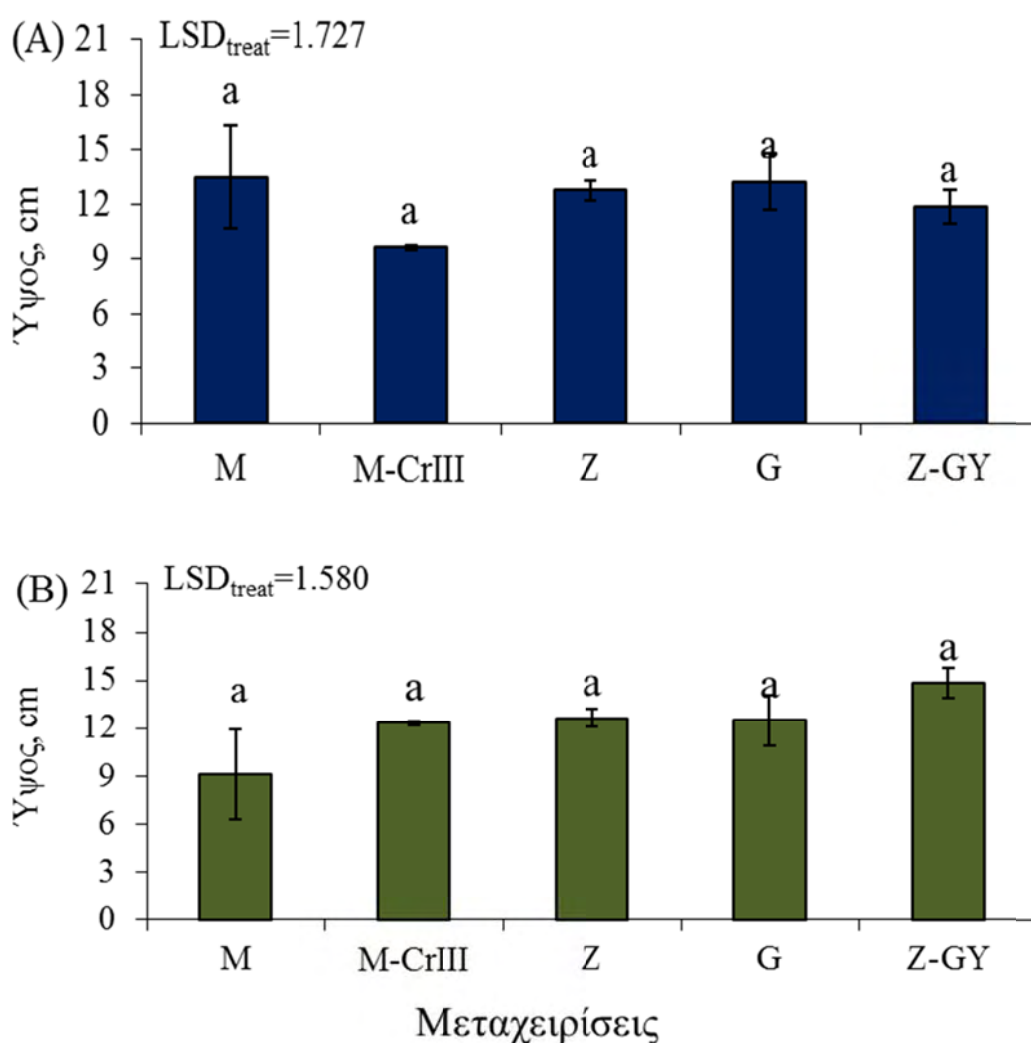 (A)
LSDtreat=1.727
21
18
15
12
9
6
3
0
Ύψος, cm
a
a
a
a
a
M
M-CrIII
Z
G
Z-GY
(B)
LSDtreat=1.580
21
18
15
12
9
6
3
0
Ύψος, cm
a
a
a
a
a
M
M-CrIII
Z
G
Z-GY
Μεταχειρίσεις